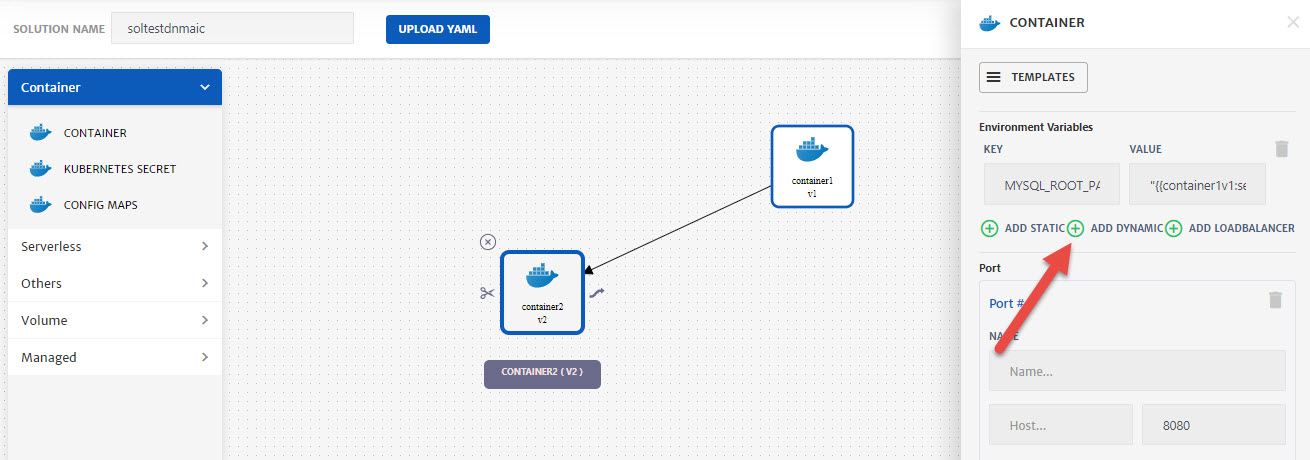 SOLUTION NAME
soltestdnmaic
UPLOAD YAML
Container
CONTAINER
KUBERNETES SECRET
CONFIG MAPS
Serverless
Others
Volume
Managed
container1
v1
container2
v2
CONTAINER2 ( V2 )
CONTAINER
TEMPLATES
Environment Variables
KEY VALUE
MYSQL_ROOT_PA "{{container1v1:se
ADD STATIC ADD DYNAMIC ADD LOADBALANCER
Port
Port #
NAME
Name...
Host... 8080